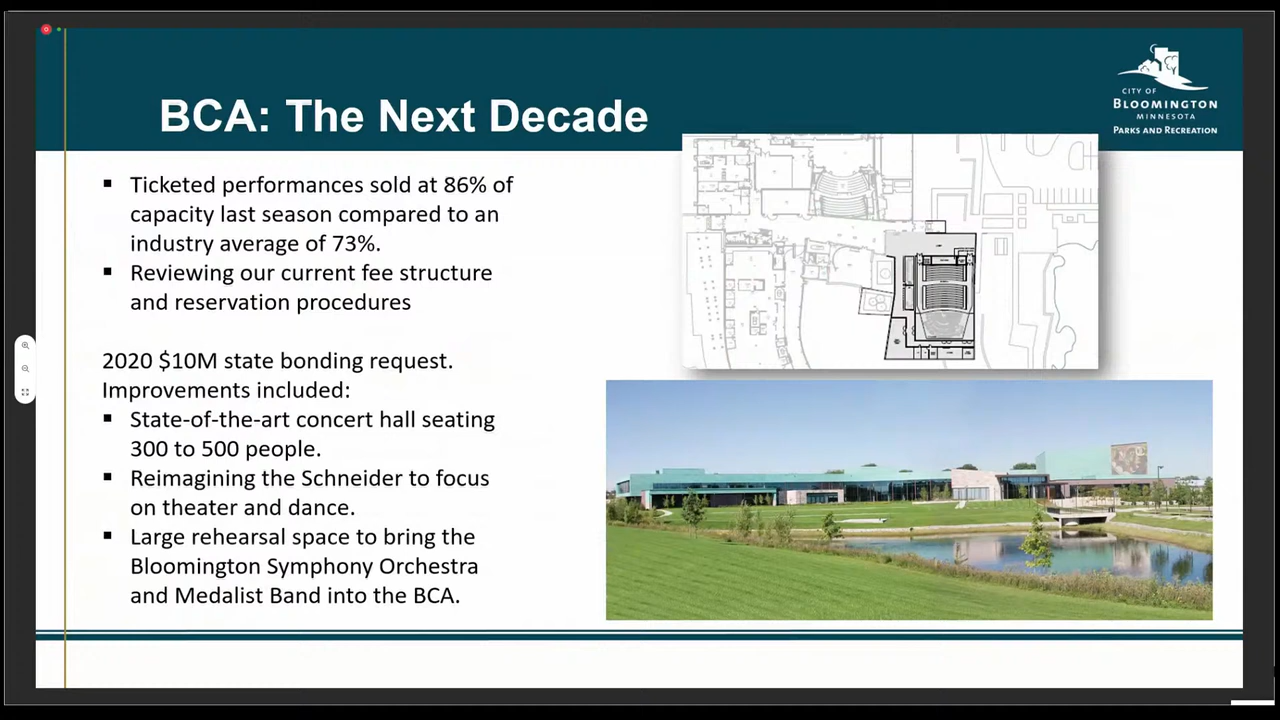 CITY OF
BLOOMINGTON
MINNESOTA
PARKS AND RECREATION
BCA: The Next Decade
▪ Ticketed performances sold at 86% of
capacity last season compared to an
industry average of 73%.
▪ Reviewing our current fee structure
and reservation procedures
2020 $10M state bonding request.
Improvements included:
▪ State-of-the-art concert hall seating
300 to 500 people.
▪ Reimagining the Schneider to focus
on theater and dance.
▪ Large rehearsal space to bring the
Bloomington Symphony Orchestra
and Medalist Band into the BCA.